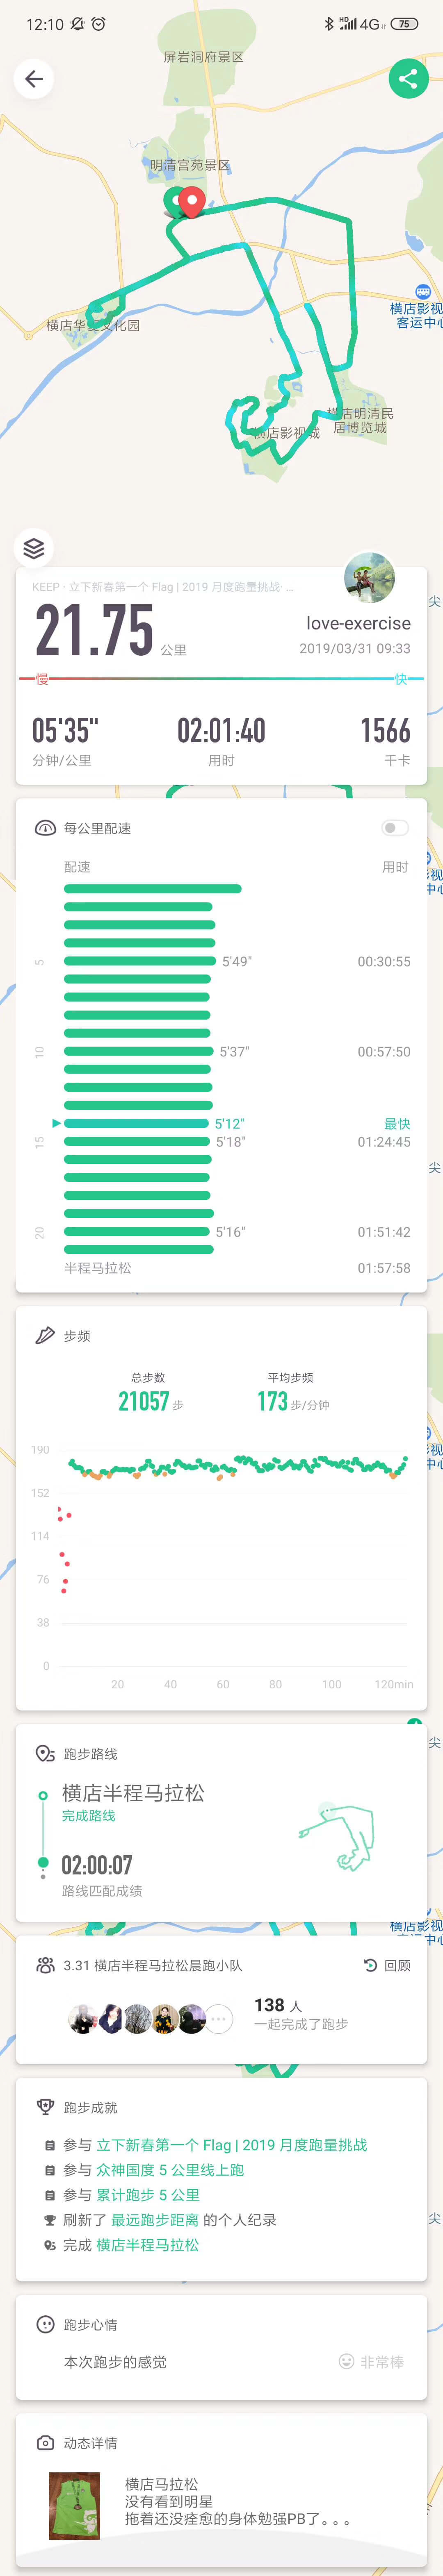 12:10 HD 4G 75
屏岩洞府景区
明清宫苑景区
横店影视
客运中心
横店华夏文化园
横店明清民
居博览城
横店影视城
KEEP · 立下新春第一个 Flag | 2019 月度跑量挑战· ...
尖
21.75 公里
love-exercise
2019/03/31 09:33
慢 快
05'35" 02:01:40 1566
分钟/公里 用时 千卡
每公里配速
配速 用时
5 5'49" 00:30:55
10 5'37" 00:57:50
5'12" 最快
15 5'18" 01:24:45
尖
20 5'16" 01:51:42
半程马拉松 01:57:58
步频
总步数 平均步频
21057 步 173 步/分钟
190
152
114
76
38
0
20 40 60 80 100 120min
跑步路线
尖
横店半程马拉松
完成路线
02:00:07
路线匹配成绩
横店影视
客运中心
3.31 横店半程马拉松晨跑小队 回顾
138 人
一起完成了跑步
跑步成就
参与 立下新春第一个 Flag | 2019 月度跑量挑战
参与 众神国度 5 公里线上跑
参与 累计跑步 5 公里
刷新了 最远跑步距离 的个人纪录
尖
完成 横店半程马拉松
跑步心情
本次跑步的感觉 非常棒
动态详情
横店马拉松
没有看到明星
拖着还没痊愈的身体勉强PB了。。。